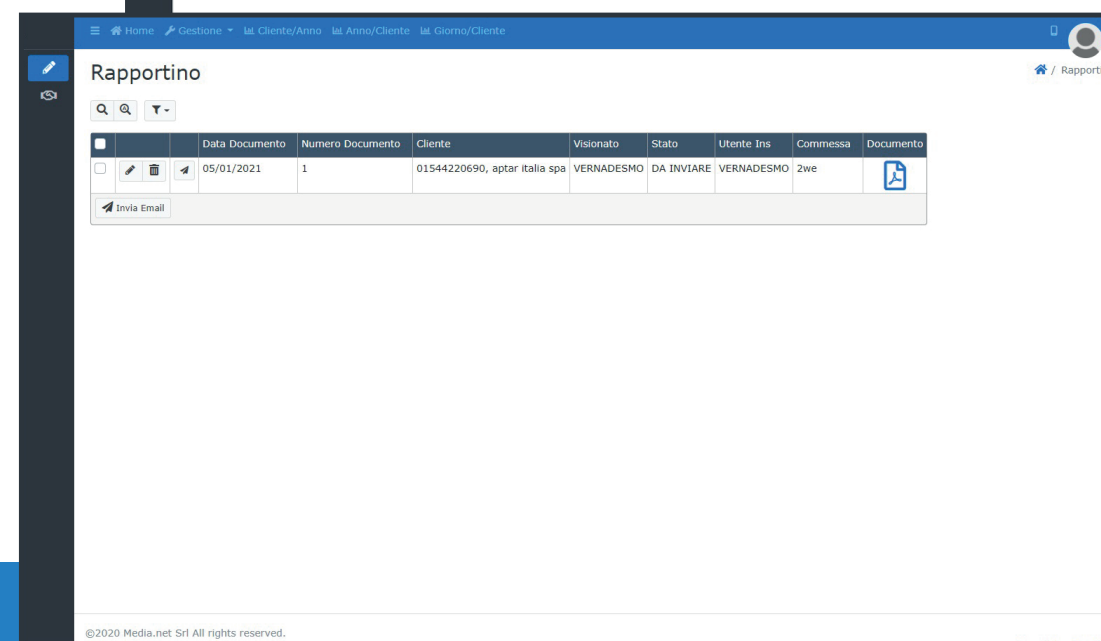 Home Gestione Cliente/Anno Anno/Cliente Giorno/Cliente
Rapportino
/ Rapporti
Data Documento Numero Documento Cliente Visionato Stato Utente Ins Commessa Documento
05/01/2021 1 01544220690, aptar italia spa VERNADESMO DA INVIARE VERNADESMO 2we
Invia Email
©2020 Media.net Srl All rights reserved.